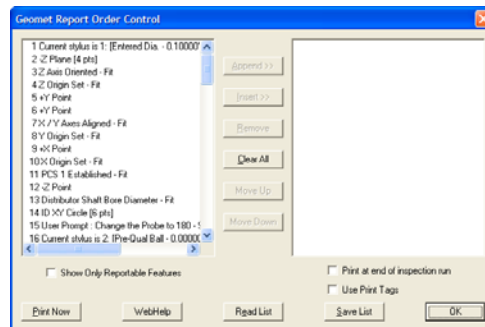 Geomet Report Order Control
1 Current stylus is 1: [Entered Dia. - 0.10000"
2 -Z Plane [4 pts]
3 Z Axis Oriented - Fit
4 Z Origin Set - Fit
5 +Y Point
6 +Y Point
7 X / Y Axes Aligned - Fit
8 Y Origin Set - Fit
9 +X Point
10 X Origin Set - Fit
11 PCS 1 Established - Fit
12 -Z Point
13 Distributor Shaft Bore Diameter - Fit
14 ID XY Circle [6 pts]
15 User Prompt : Change the Probe to 180 -
16 Current stylus is 2: [Pre-Qual Ball - 0.0000
Append >>
Insert >>
Remove
Clear All
Move Up
Move Down
Show Only Reportable Features
Print at end of inspection run
Use Print Tags
Print Now
WebHelp
Read List
Save List
OK